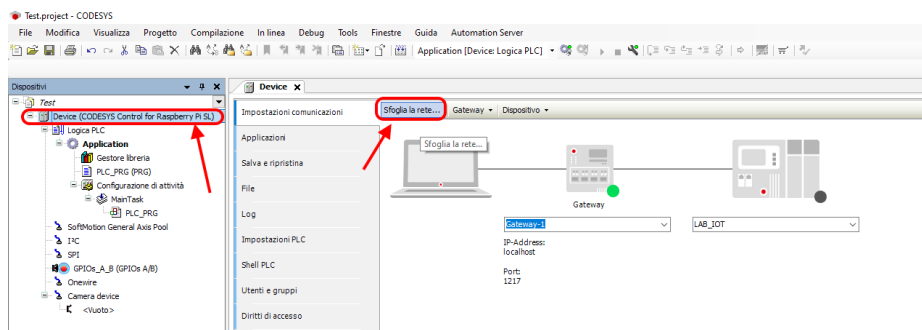 Test.project - CODESYS
File Modifica Visualizza Progetto Compilazione In linea Debug Tools Finestre Guida Automation Server
Application [Device: Logica PLC]
Dispositivi
Device
Test
Device (CODESYS Control for Raspberry Pi SL)
Logica PLC
Application
Gestore libreria
PLC_PRG (PRG)
Configurazione di attività
MainTask
PLC_PRG
SoftMotion General Axis Pool
I²C
SPI
GPIOs_A_B (GPIOs A/B)
Onewire
Camera device
<Vuoto>
Impostazioni comunicazioni
Applicazioni
Salva e ripristina
File
Log
Impostazioni PLC
Shell PLC
Utenti e gruppi
Diritti di accesso
Sfoglia la rete... Gateway Dispositivo
Sfoglia la rete...
Gateway
Gateway-1
LAB_IOT
IP-Address:
localhost
Port:
1217